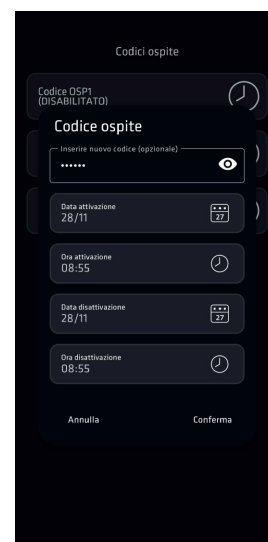 Codici ospite
Codice OSP1
(DISABILITATO)
Codice ospite
Inserire nuovo codice (opzionale)
••••••
Data attivazione
28/11
27
Ora attivazione
08:55
Data disattivazione
28/11
27
Ora disattivazione
08:55
Annulla
Conferma